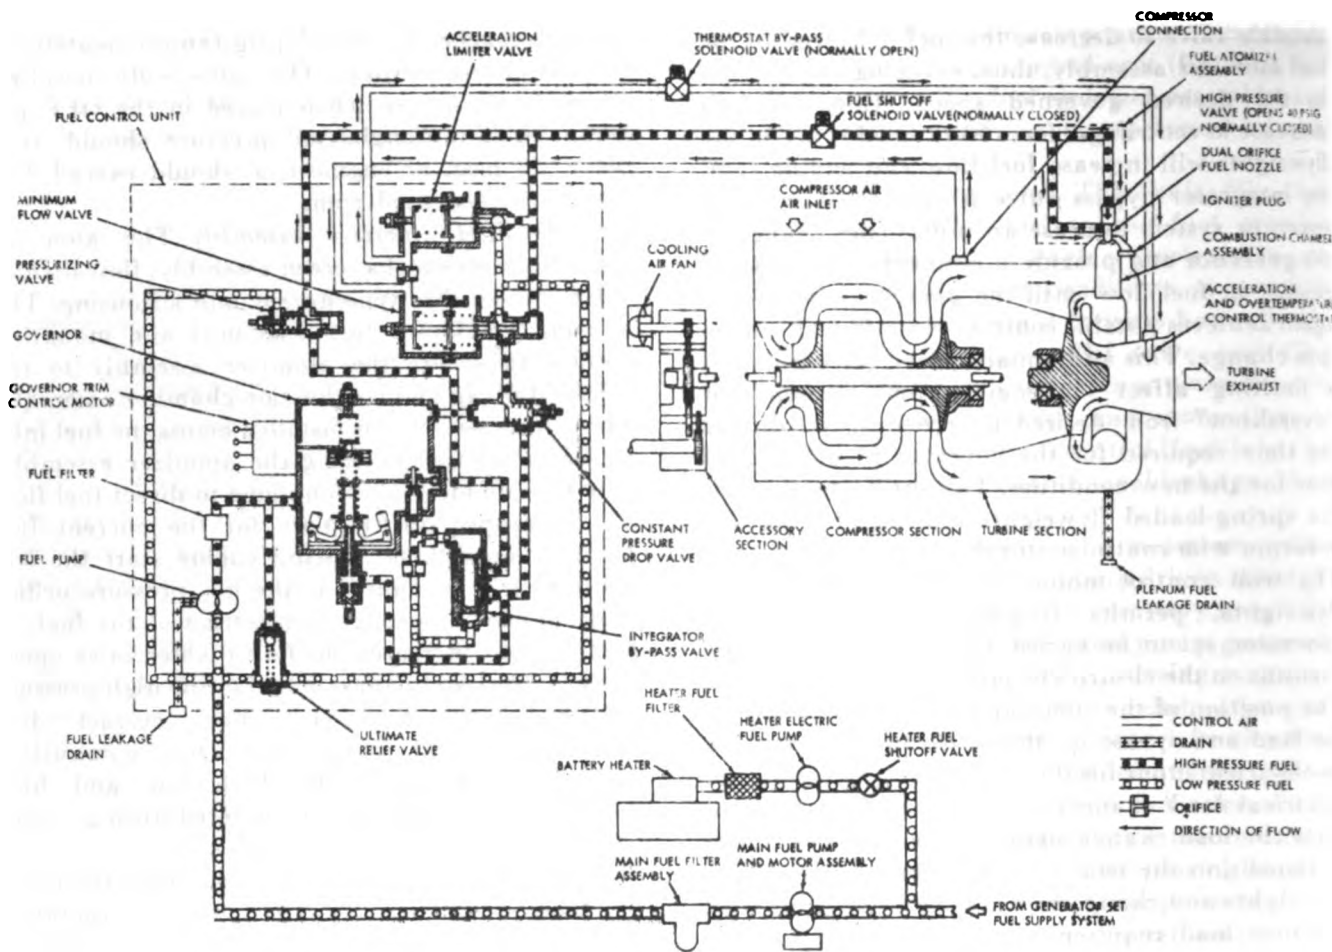 COMPRESSOR
CONNECTION
ACCELERATION
LIMITER VALVE
THERMOSTAT BY-PASS
SOLENOID VALVE (NORMALLY OPEN)
FUEL ATOMIZER
ASSEMBLY
FUEL CONTROL UNIT
FUEL SHUTOFF
SOLENOID VALVE (NORMALLY CLOSED)
HIGH PRESSURE
VALVE (OPENS 40 PSIG
NORMALLY CLOSED)
DUAL ORIFICE
FUEL NOZZLE
MINIMUM
FLOW VALVE
COMPRESSOR AIR
INLET
IGNITER PLUG
COOLING
AIR FAN
COMBUSTION CHAMBER
ASSEMBLY
PRESSURIZING
VALVE
ACCELERATION
AND OVERTEMPERATUR
CONTROL THERMOST
GOVERNOR
TURBINE
EXHAUST
GOVERNOR TRIM
CONTROL MOTOR
FUEL FILTER
CONSTANT
PRESSURE
DROP VALVE
ACCESSORY
SECTION
COMPRESSOR SECTION
TURBINE SECTION
FUEL PUMP
PLENUM FUEL
LEAKAGE DRAIN
INTEGRATOR
BY-PASS VALVE
FUEL LEAKAGE
DRAIN
ULTIMATE
RELIEF VALVE
HEATER FUEL
FILTER
HEATER ELECTRIC
FUEL PUMP
HEATER FUEL
SHUTOFF VALVE
BATTERY HEATER
CONTROL AIR
DRAIN
HIGH PRESSURE FUEL
LOW PRESSURE FUEL
ORIFICE
DIRECTION OF FLOW
MAIN FUEL FILTER
ASSEMBLY
MAIN FUEL PUMP
AND MOTOR ASSEMBLY
FROM GENERATOR SET
FUEL SUPPLY SYSTEM